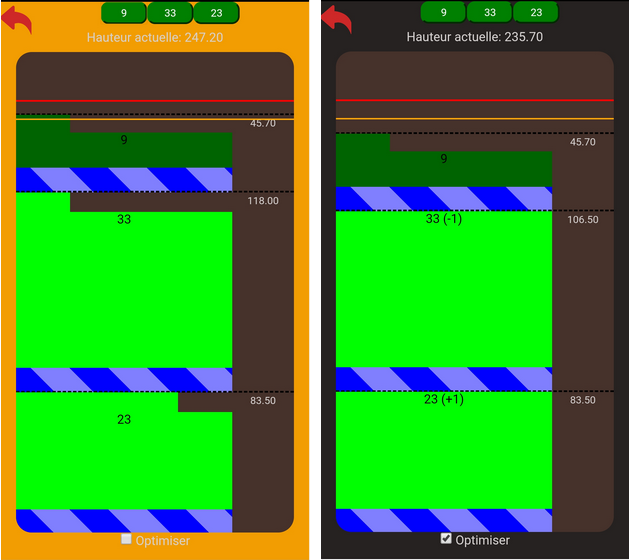 9 33 23
Hauteur actuelle: 247.20
45.70
9
118.00
33
83.50
23
Optimiser
9 33 23
Hauteur actuelle: 235.70
45.70
9
33 (-1) 106.50
23 (+1) 83.50
Optimiser